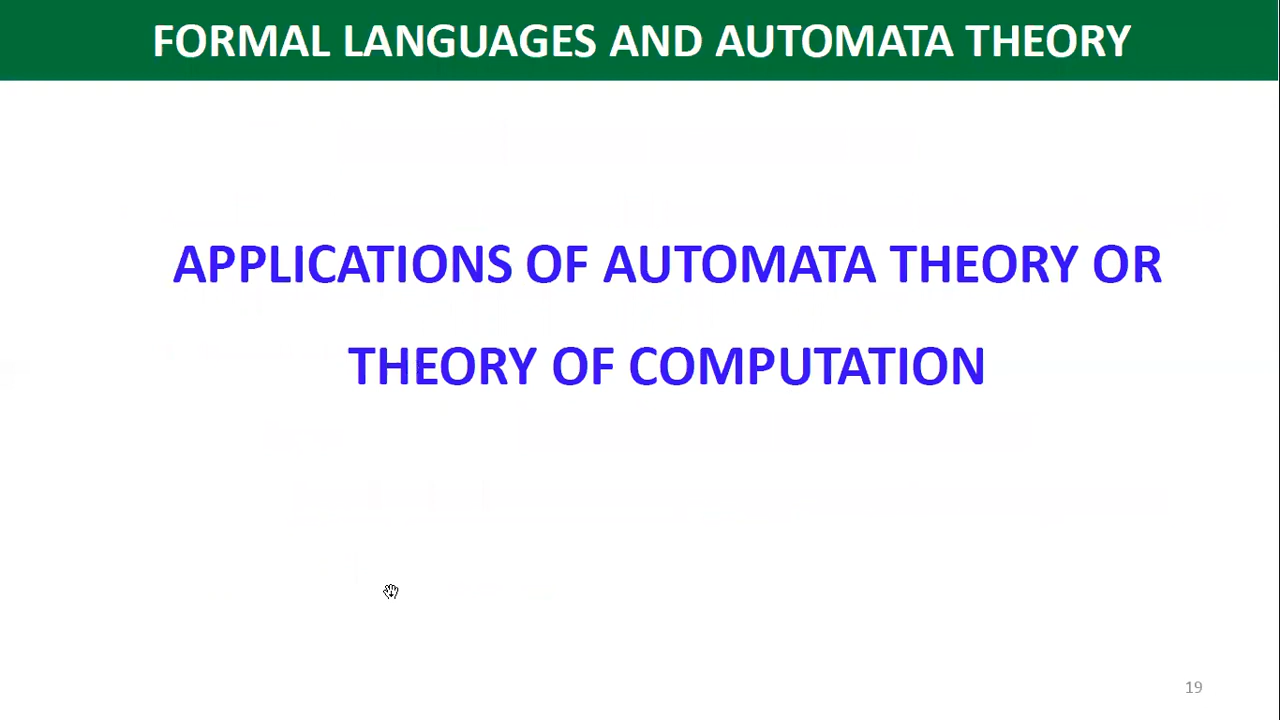 FORMAL LANGUAGES AND AUTOMATA THEORY
APPLICATIONS OF AUTOMATA THEORY OR
THEORY OF COMPUTATION
19